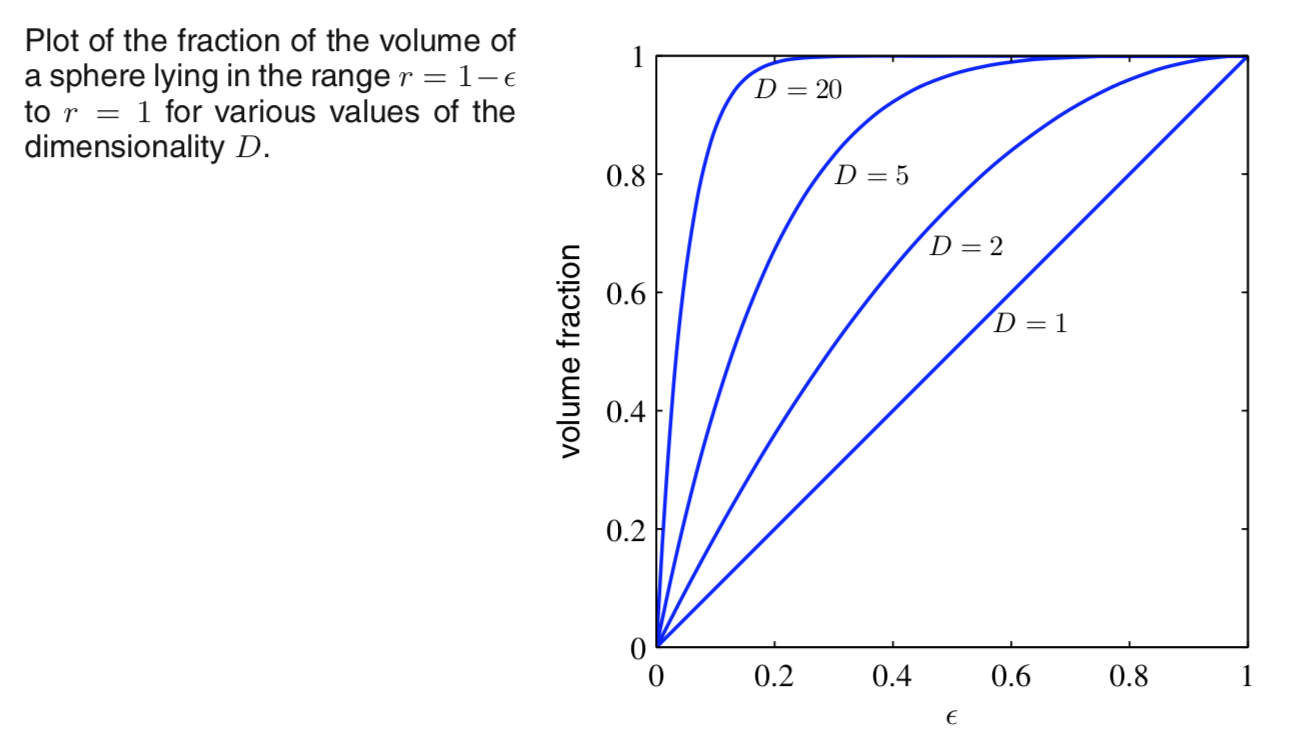 Plot of the fraction of the volume of
a sphere lying in the range r = 1−ϵ
to r = 1 for various values of the
dimensionality D.
1
D = 20
0.8
D = 5
D = 2
volume fraction
0.6
D = 1
0.4
0.2
0
0 0.2 0.4 0.6 0.8 1
ϵ